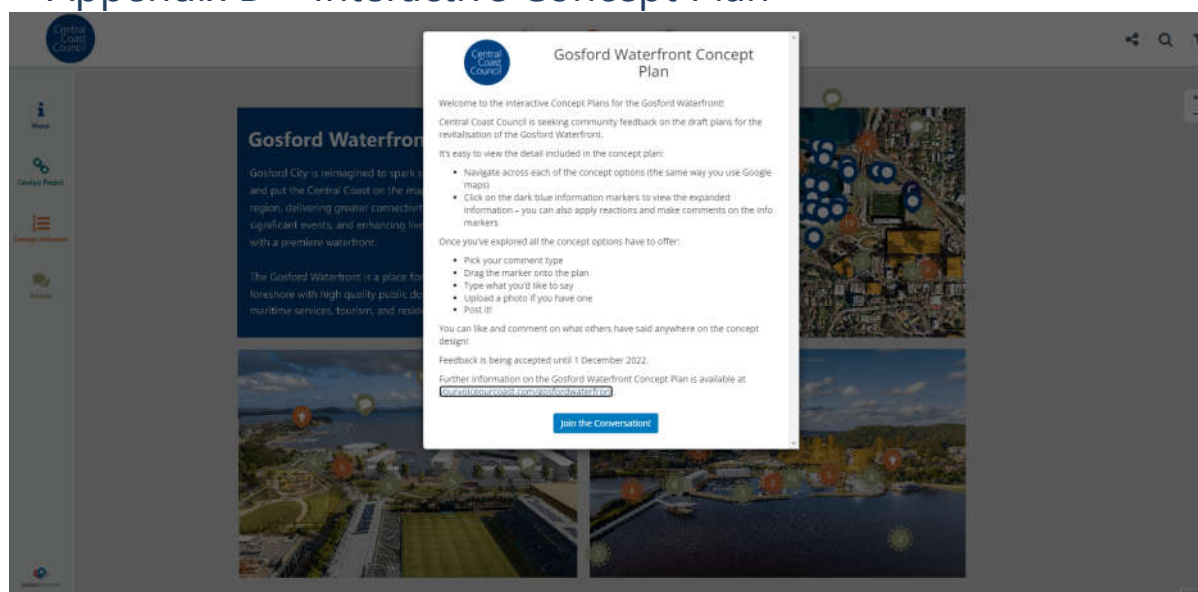 Appendix B – Interactive Concept Plan
Central
Coast
Council
Central
Coast
Council
Gosford Waterfront Concept
Plan
Welcome to the interactive Concept Plans for the Gosford Waterfront!
Central Coast Council is seeking community feedback on the draft plans for the
revitalisation of the Gosford Waterfront.
It's easy to view the detail included in the concept plan:
Navigate across each of the concept options (the same way you use Google
maps)
Click on the dark blue information markers to view the expanded
information – you can also apply reactions and make comments on the info
markers
Once you've explored all the concept options have to offer:
Pick your comment type
Drag the marker onto the plan
Type what you'd like to say
Upload a photo if you have one
Post it!
You can like and comment on what others have said anywhere on the concept
design!
Feedback is being accepted until 1 December 2022.
Further information on the Gosford Waterfront Concept Plan is available at
yourvoiceourcoast.com/gosfordwaterfront.
Join the Conversation!
About
Catalyst Project
Gosford Waterfron
Gosford City is reimagined to spark
and put the Central Coast on the ma
region, delivering greater connectivit
significant events, and enhancing live
with a premiere waterfront.
The Gosford Waterfront is a place for
foreshore with high quality public do
maritime services, tourism, and resid